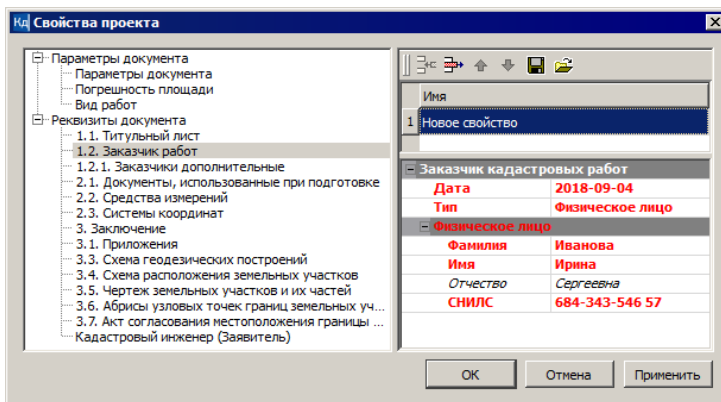 Кд Свойства проекта
Параметры документа
Параметры документа
Погрешность площади
Вид работ
Реквизиты документа
1.1. Титульный лист
1.2. Заказчик работ
1.2.1. Заказчики дополнительные
2.1. Документы, использованные при подготовке
2.2. Средства измерений
2.3. Системы координат
3. Заключение
3.1. Приложения
3.3. Схема геодезических построений
3.4. Схема расположения земельных участков
3.5. Чертеж земельных участков и их частей
3.6. Абрисы узловых точек границ земельных уч...
3.7. Акт согласования местоположения границы ...
Кадастровый инженер (Заявитель)
Имя
1 Новое свойство
Заказчик кадастровых работ
Дата 2018-09-04
Тип Физическое лицо
Физическое лицо
Фамилия Иванова
Имя Ирина
Отчество Сергеевна
СНИЛС 684-343-546 57
ОК Отмена Применить